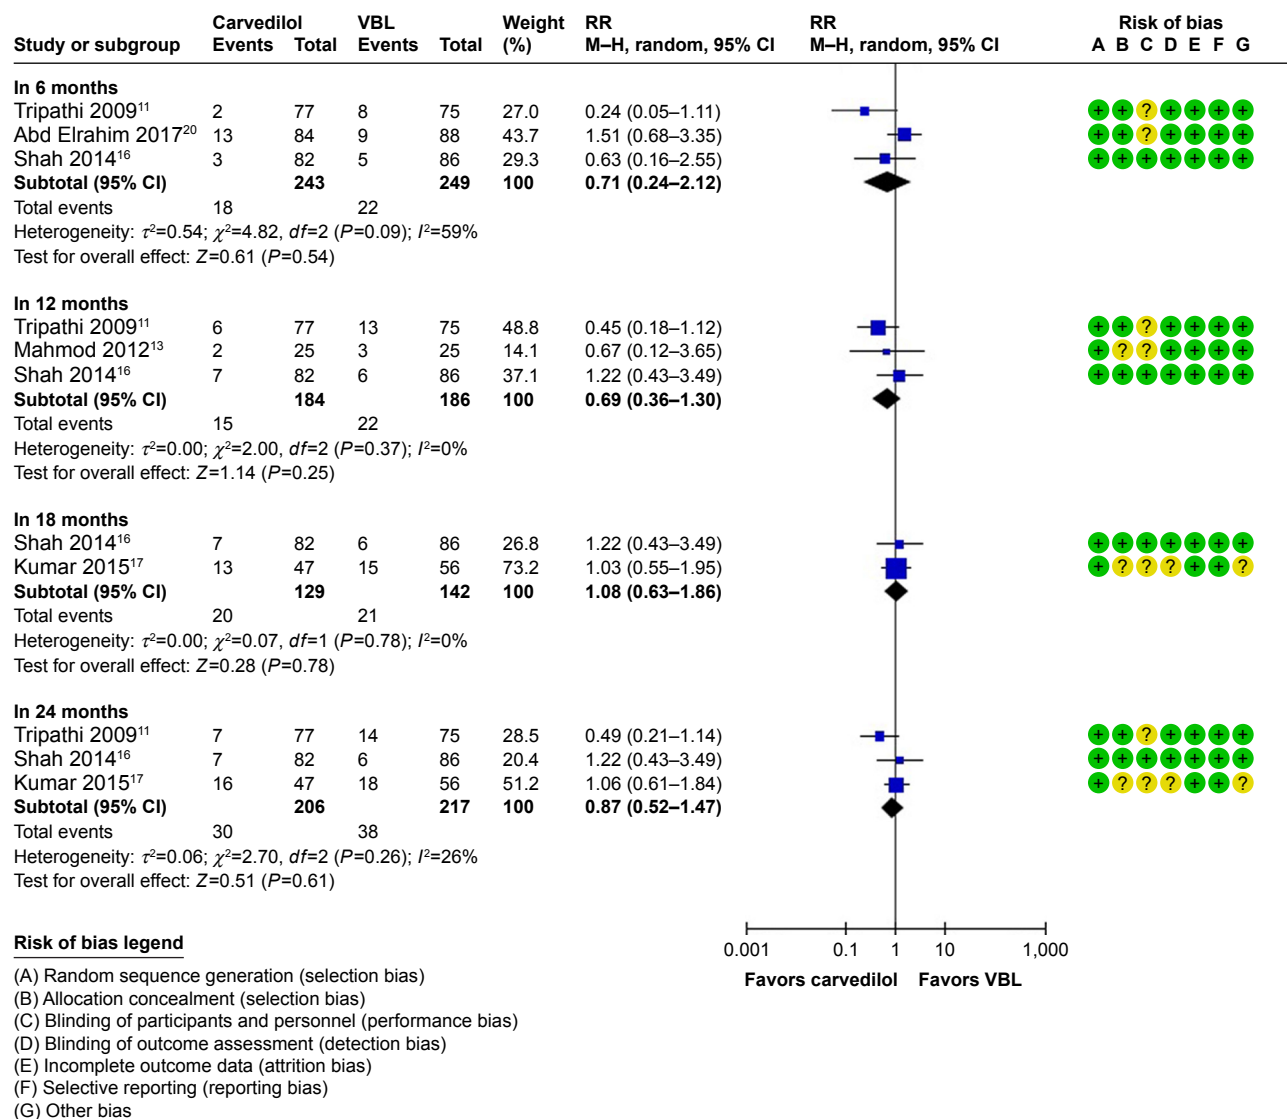 Carvedilol VBL Weight RR RR Risk of bias
Study or subgroup Events Total Events Total (%) M–H, random, 95% CI M–H, random, 95% CI A B C D E F G
In 6 months
Tripathi 2009¹¹ 2 77 8 75 27.0 0.24 (0.05–1.11) + + ? + + + +
Abd Elrahim 2017²⁰ 13 84 9 88 43.7 1.51 (0.68–3.35) + + ? + + + +
Shah 2014¹⁶ 3 82 5 86 29.3 0.63 (0.16–2.55) + + + + + + +
Subtotal (95% CI) 243 249 100 0.71 (0.24–2.12)
Total events 18 22
Heterogeneity: τ²=0.54; χ²=4.82, df=2 (P=0.09); I²=59%
Test for overall effect: Z=0.61 (P=0.54)
In 12 months
Tripathi 2009¹¹ 6 77 13 75 48.8 0.45 (0.18–1.12) + + ? + + + +
Mahmod 2012¹³ 2 25 3 25 14.1 0.67 (0.12–3.65) + ? ? + + + +
Shah 2014¹⁶ 7 82 6 86 37.1 1.22 (0.43–3.49) + + + + + + +
Subtotal (95% CI) 184 186 100 0.69 (0.36–1.30)
Total events 15 22
Heterogeneity: τ²=0.00; χ²=2.00, df=2 (P=0.37); I²=0%
Test for overall effect: Z=1.14 (P=0.25)
In 18 months
Shah 2014¹⁶ 7 82 6 86 26.8 1.22 (0.43–3.49) + + + + + + +
Kumar 2015¹⁷ 13 47 15 56 73.2 1.03 (0.55–1.95) + ? ? ? + + ?
Subtotal (95% CI) 129 142 100 1.08 (0.63–1.86)
Total events 20 21
Heterogeneity: τ²=0.00; χ²=0.07, df=1 (P=0.78); I²=0%
Test for overall effect: Z=0.28 (P=0.78)
In 24 months
Tripathi 2009¹¹ 7 77 14 75 28.5 0.49 (0.21–1.14) + + ? + + + +
Shah 2014¹⁶ 7 82 6 86 20.4 1.22 (0.43–3.49) + + + + + + +
Kumar 2015¹⁷ 16 47 18 56 51.2 1.06 (0.61–1.84) + ? ? ? + + ?
Subtotal (95% CI) 206 217 100 0.87 (0.52–1.47)
Total events 30 38
Heterogeneity: τ²=0.06; χ²=2.70, df=2 (P=0.26); I²=26%
Test for overall effect: Z=0.51 (P=0.61)
0.001 0.1 1 10 1,000
Favors carvedilol Favors VBL
Risk of bias legend
(A) Random sequence generation (selection bias)
(B) Allocation concealment (selection bias)
(C) Blinding of participants and personnel (performance bias)
(D) Blinding of outcome assessment (detection bias)
(E) Incomplete outcome data (attrition bias)
(F) Selective reporting (reporting bias)
(G) Other bias